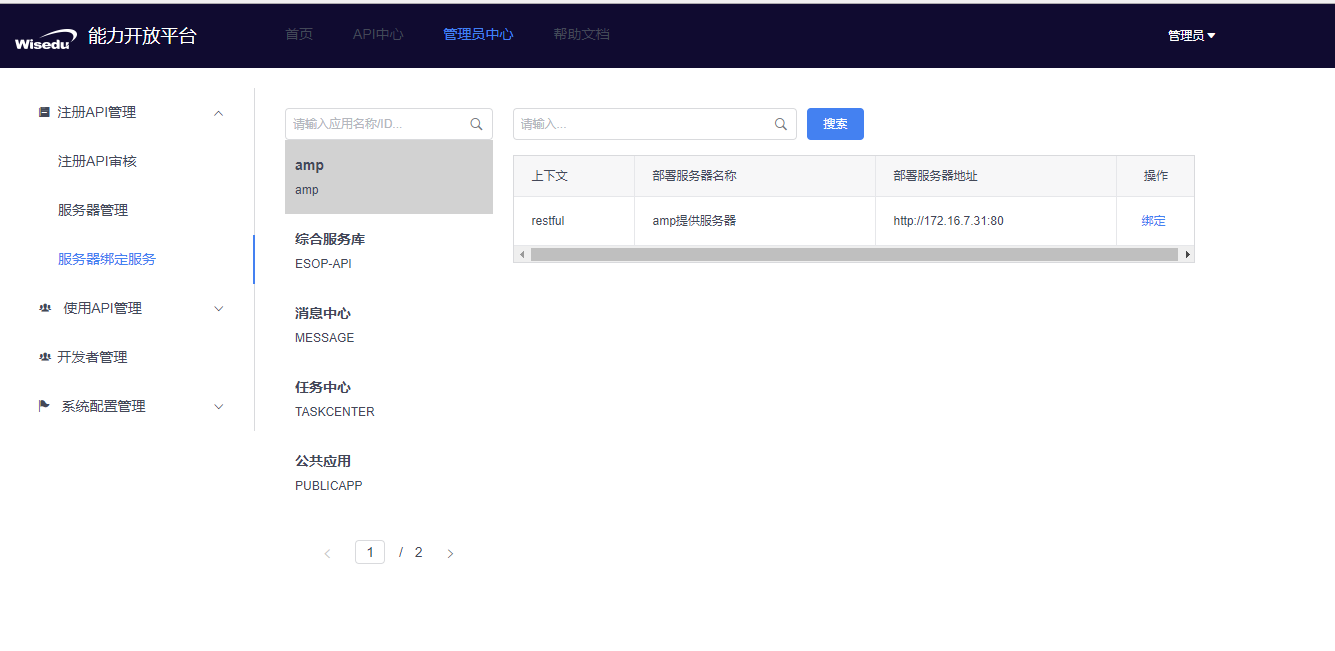 Wisedu 能力开放平台 首页 API中心 管理员中心 帮助文档 管理员
注册API管理
注册API审核
服务器管理
服务器绑定服务
使用API管理
开发者管理
系统配置管理
请输入应用名称/ID...
amp
amp
综合服务库
ESOP-API
消息中心
MESSAGE
任务中心
TASKCENTER
公共应用
PUBLICAPP
1 / 2
请输入... 搜索
上下文 部署服务器名称 部署服务器地址 操作
restful amp提供服务器 http://172.16.7.31:80 绑定